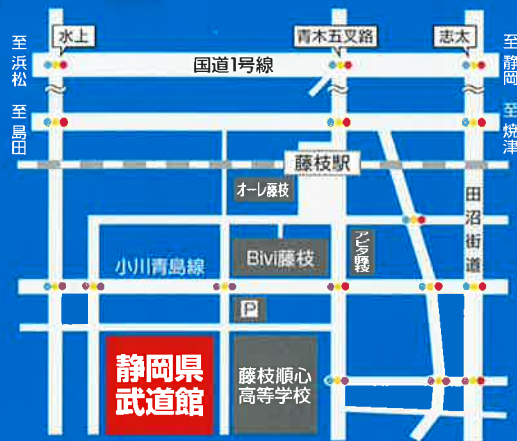 水上
青木五叉路
志太
至浜松
国道1号線
至静岡
至島田
至焼津
藤枝駅
オーレ藤枝
田沼街道
アピタ藤枝
Bivi藤枝
小川青島線
P
静岡県
武道館
藤枝順心
高等学校